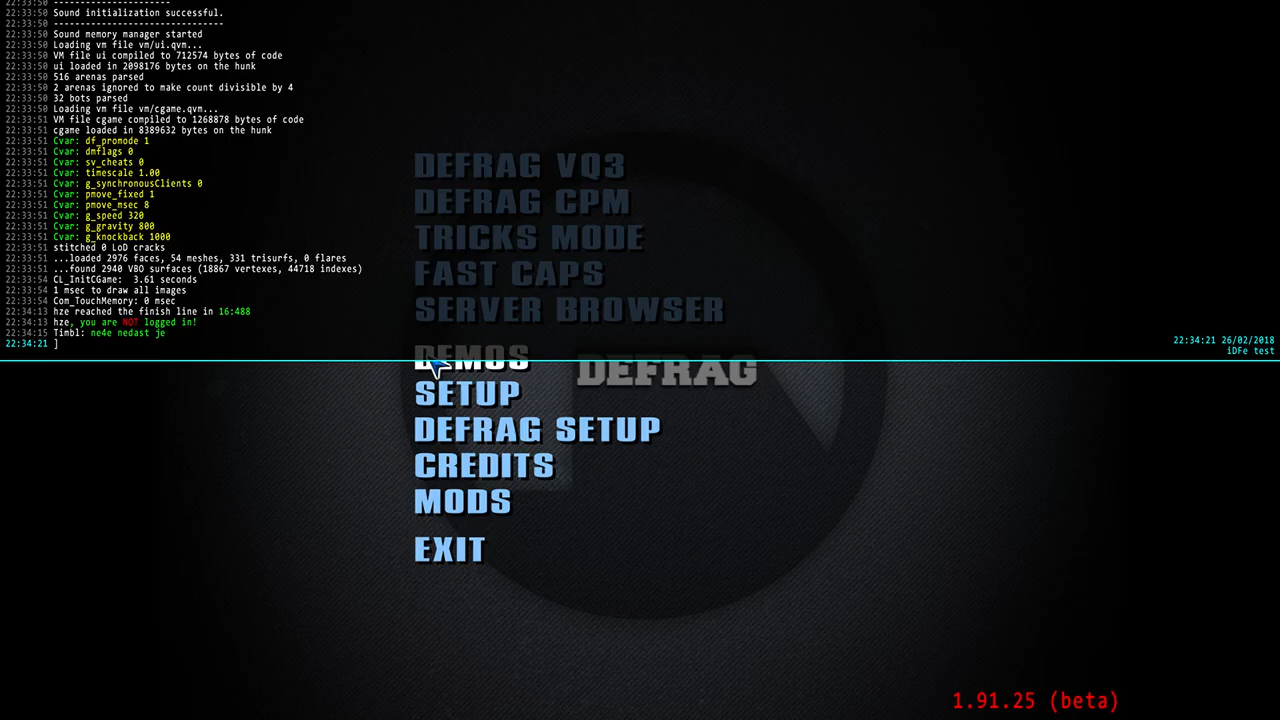 22:33:50 ----------------------
22:33:50 Sound initialization successful.
22:33:50 --------------------------------
22:33:50 Sound memory manager started
22:33:50 Loading vm file vm/ui.qvm...
22:33:50 VM file ui compiled to 712574 bytes of code
22:33:50 ui loaded in 2098176 bytes on the hunk
22:33:50 516 arenas parsed
22:33:50 2 arenas ignored to make count divisible by 4
22:33:50 32 bots parsed
22:33:50 Loading vm file vm/cgame.qvm...
22:33:51 VM file cgame compiled to 1268878 bytes of code
22:33:51 cgame loaded in 8389632 bytes on the hunk
22:33:51 Cvar: df_promode 1
22:33:51 Cvar: dmflags 0
22:33:51 Cvar: sv_cheats 0
22:33:51 Cvar: timescale 1.00
22:33:51 Cvar: g_synchronousClients 0
22:33:51 Cvar: pmove_fixed 1
22:33:51 Cvar: pmove_msec 8
22:33:51 Cvar: g_speed 320
22:33:51 Cvar: g_gravity 800
22:33:51 Cvar: g_knockback 1000
22:33:51 stitched 0 LoD cracks
22:33:51 ...loaded 2976 faces, 54 meshes, 331 trisurfs, 0 flares
22:33:51 ...found 2940 VBO surfaces (18867 vertexes, 44718 indexes)
22:33:54 CL_InitCGame:  3.61 seconds
22:33:54 1 msec to draw all images
22:33:54 Com_TouchMemory: 0 msec
22:34:13 hze reached the finish line in 16:488
22:34:13 hze, you are NOT logged in!
22:34:15 Timbl: ne4e nedast je
22:34:21 ]
22:34:21 26/02/2018
iDFe test
DEFRAG VQ3
DEFRAG CPM
TRICKS MODE
FAST CAPS
SERVER BROWSER
DEMOS
DEFRAG
SETUP
DEFRAG SETUP
CREDITS
MODS
EXIT
1.91.25 (beta)